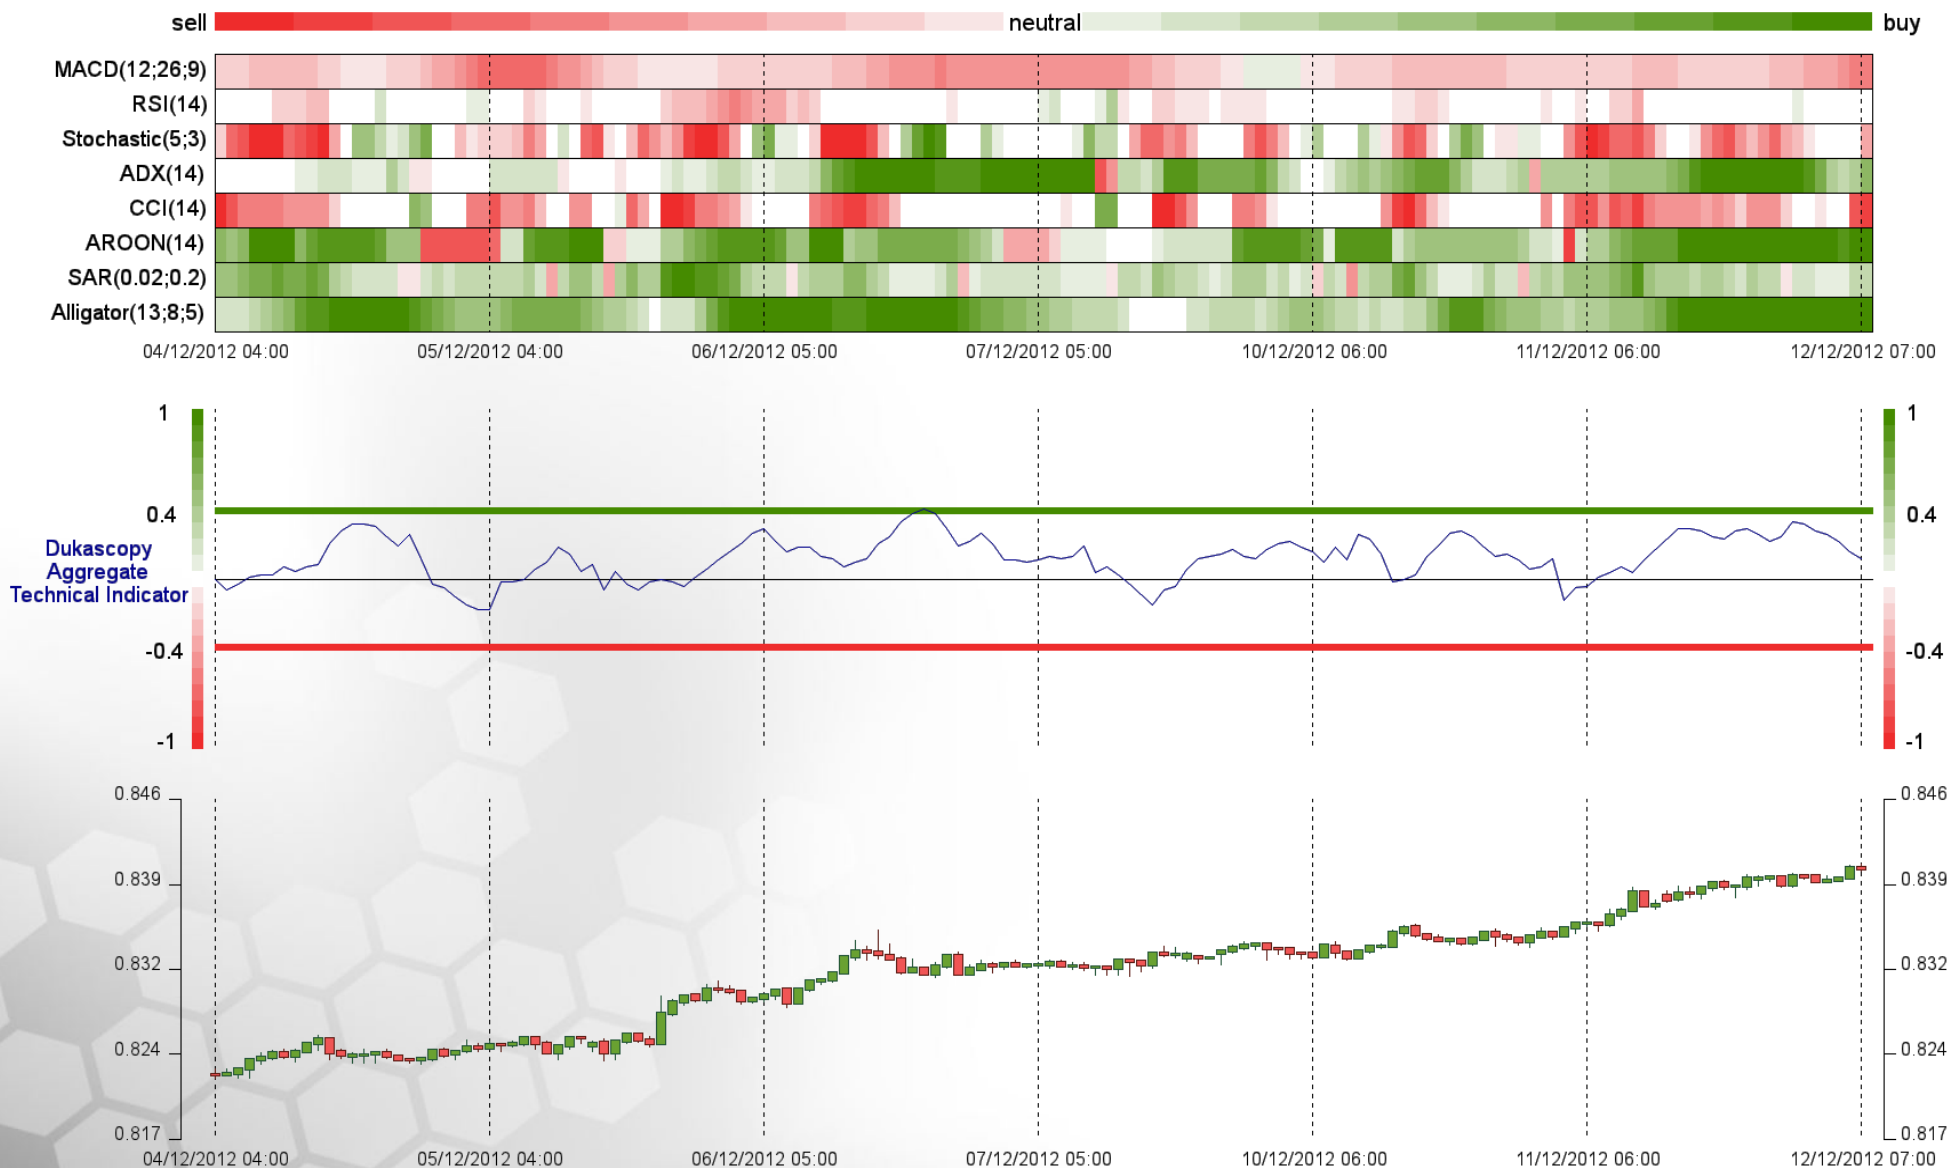 sell neutral buy
MACD(12;26;9)
RSI(14)
Stochastic(5;3)
ADX(14)
CCI(14)
AROON(14)
SAR(0.02;0.2)
Alligator(13;8;5)
04/12/2012 04:00 05/12/2012 04:00 06/12/2012 05:00 07/12/2012 05:00 10/12/2012 06:00 11/12/2012 06:00 12/12/2012 07:00
1 1
0.4 0.4
Dukascopy
Aggregate
Technical Indicator
-0.4 -0.4
-1 -1
0.846 0.846
0.839 0.839
0.832 0.832
0.824 0.824
0.817 0.817
04/12/2012 04:00 05/12/2012 04:00 06/12/2012 05:00 07/12/2012 05:00 10/12/2012 06:00 11/12/2012 06:00 12/12/2012 07:00